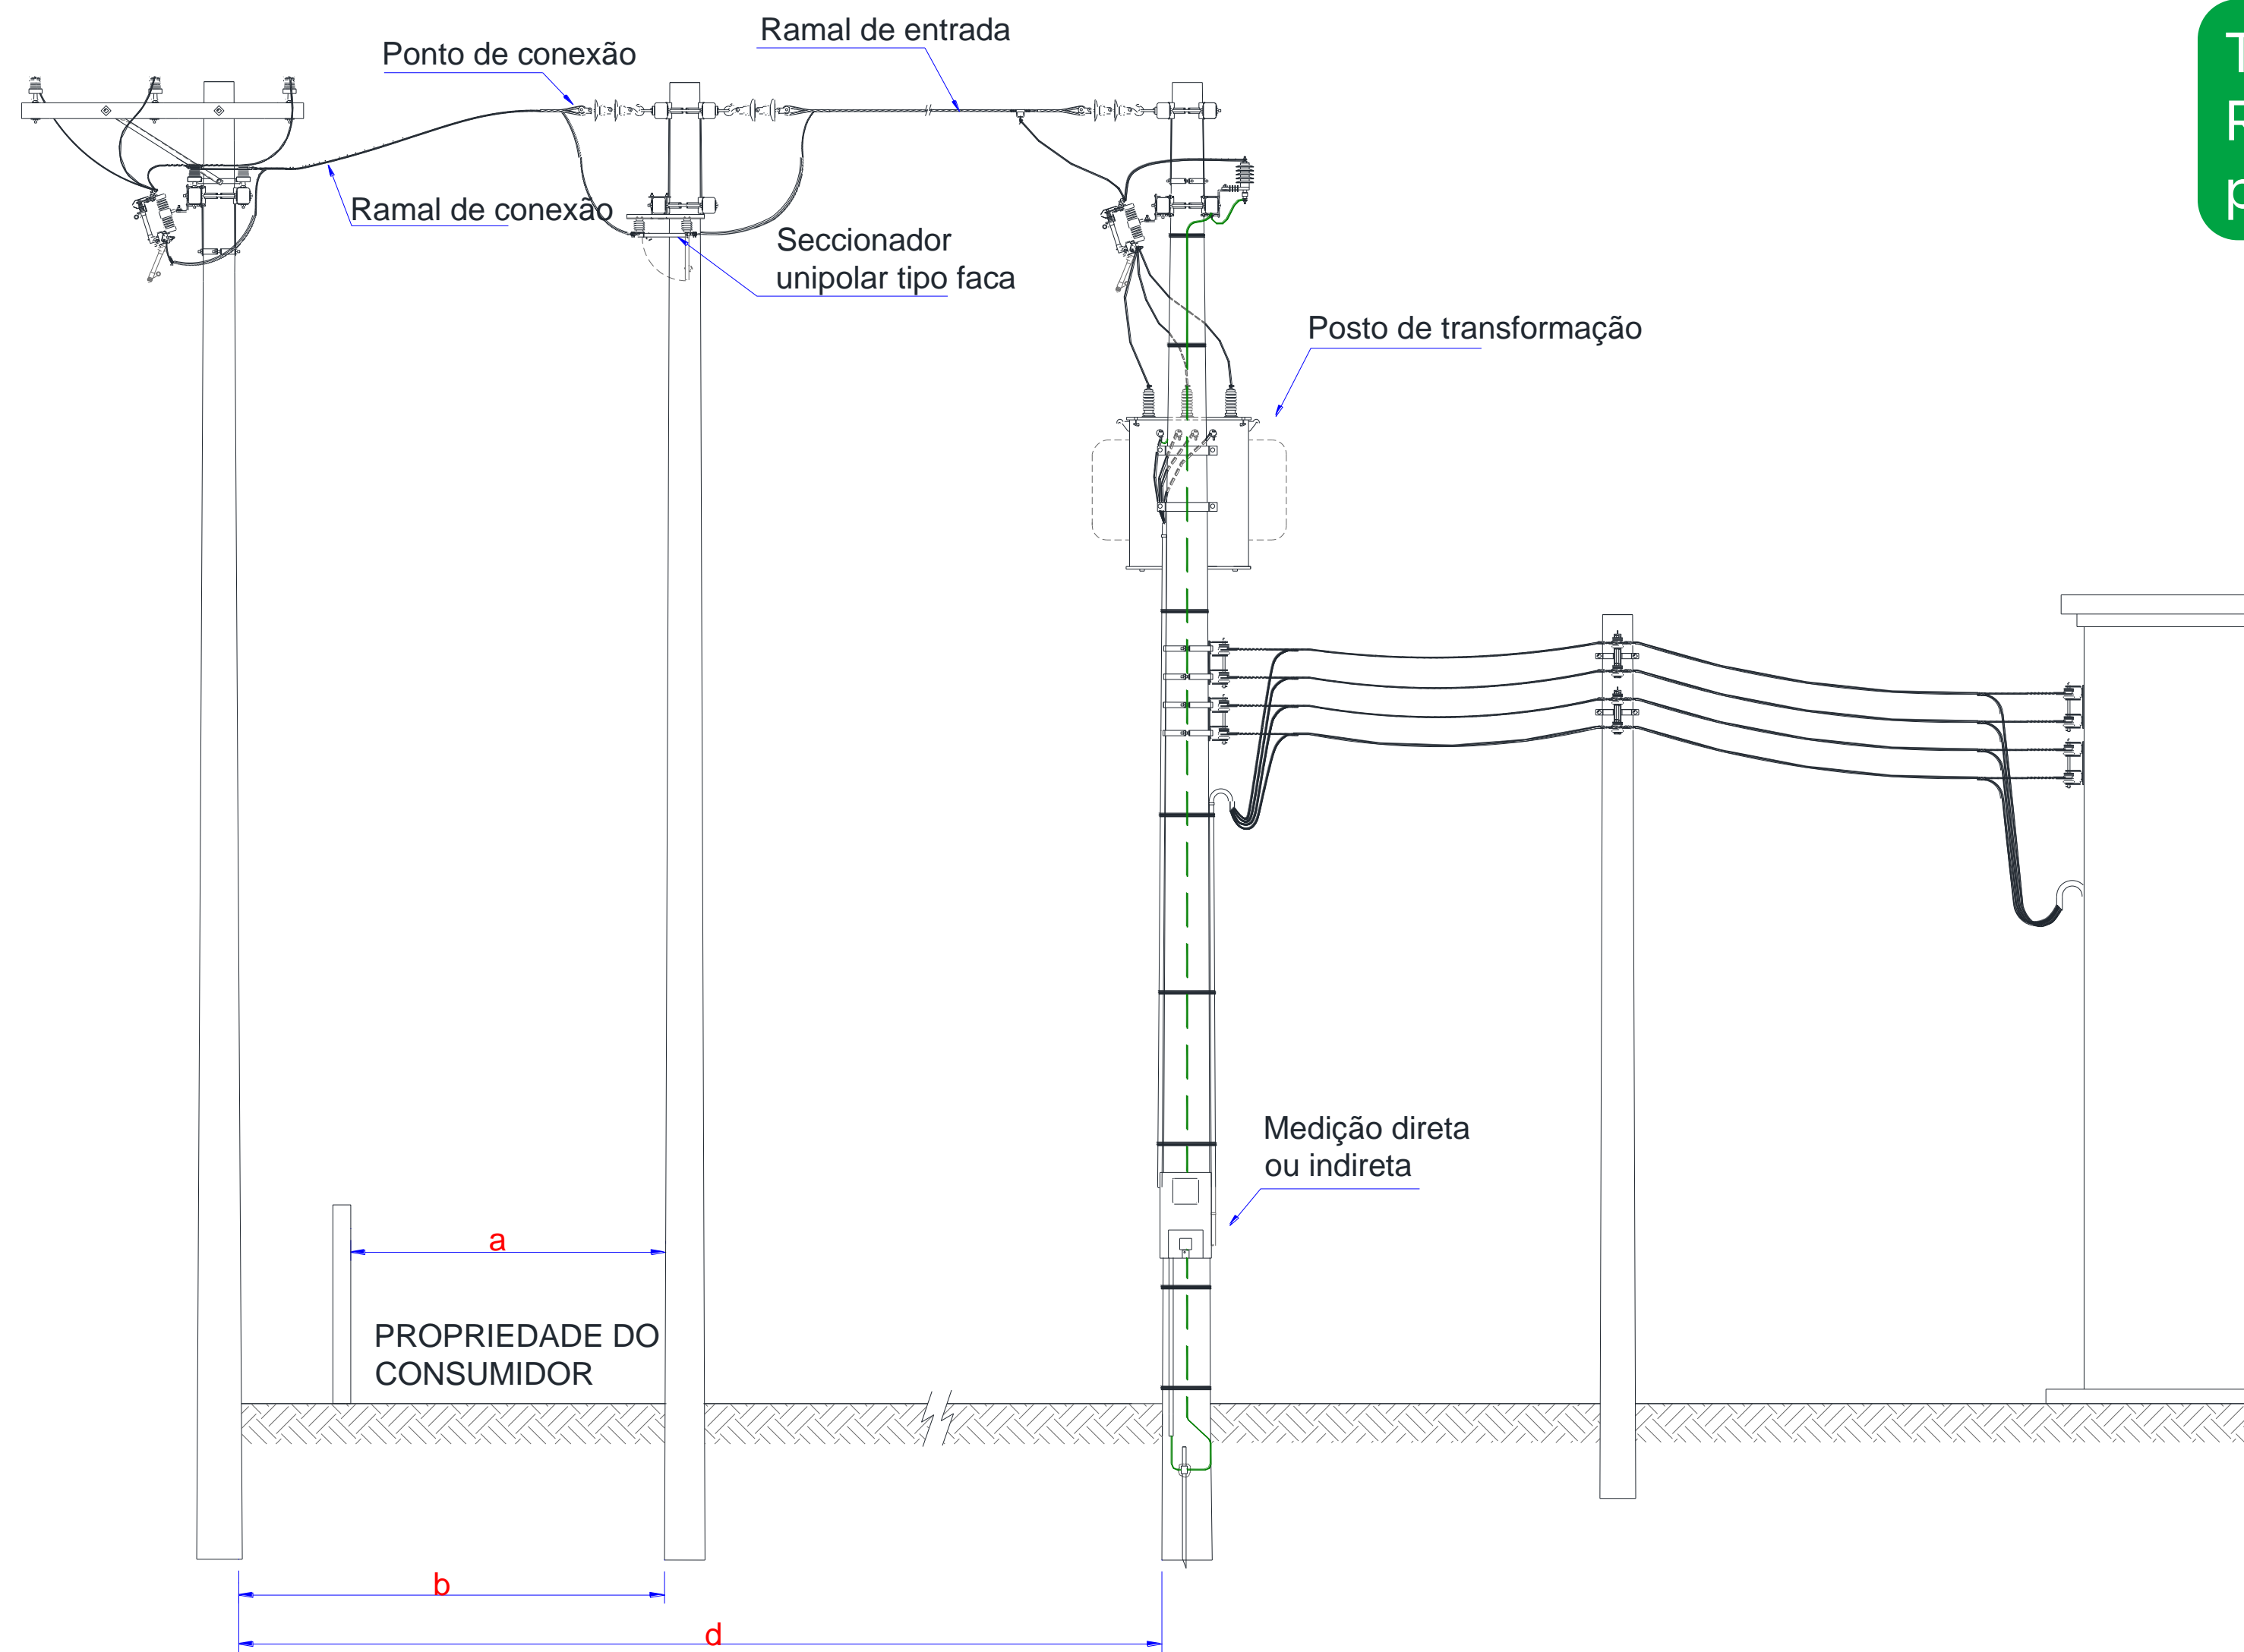 Ramal de entrada
Ponto de conexão
Ramal de conexão
Seccionador
unipolar tipo faca
Posto de transformação
Medição direta
ou indireta
a
PROPRIEDADE DO
CONSUMIDOR
b
d